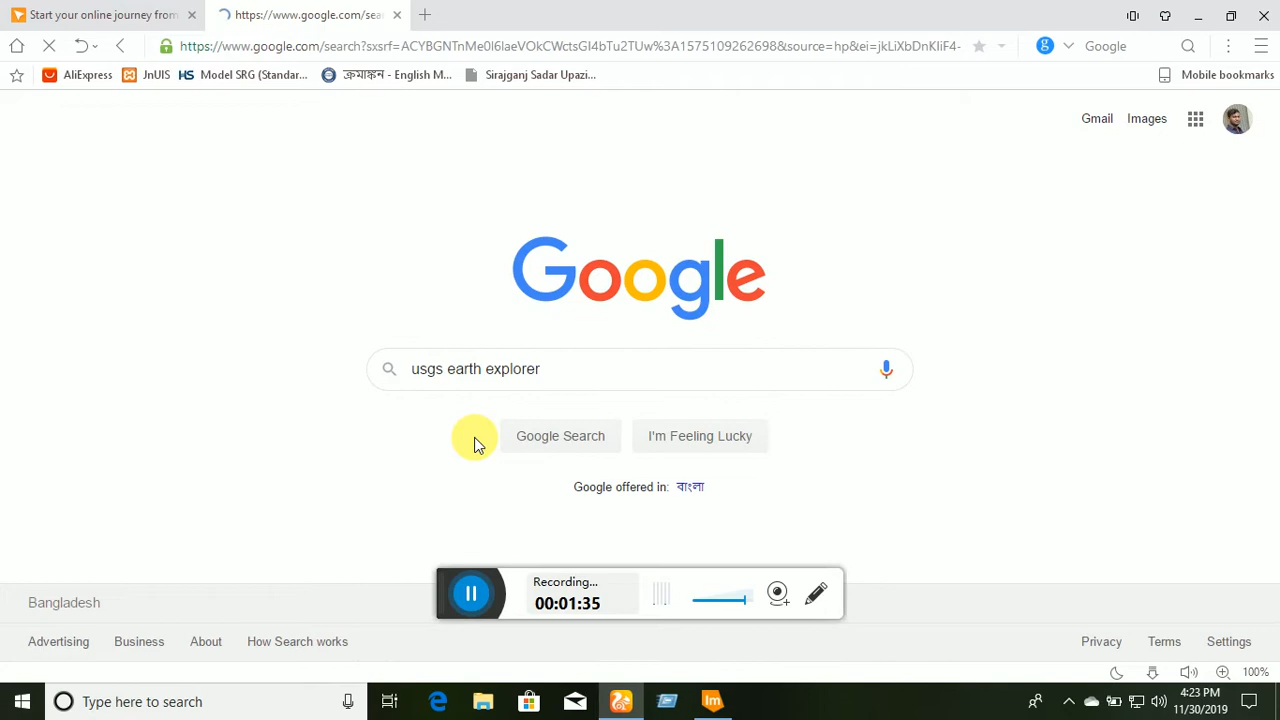 Start your online journey from
https://www.google.com/sea
https://www.google.com/search?sxsrf=ACYBGNTnMe0I6IaeVOkCWctsGI4bTu2TUw%3A1575109262698&source=hp&ei=jkLiXbDnKIiF4-
Google
AliExpress
JnUIS
HS Model SRG (Standar...
ক্রমাঙ্কন - English M...
Sirajganj Sadar Upazi...
Mobile bookmarks
Gmail
Images
Google
usgs earth explorer
Google Search
I'm Feeling Lucky
Google offered in: বাংলা
Recording...
00:01:35
Bangladesh
Advertising
Business
About
How Search works
Privacy
Terms
Settings
100%
Type here to search
4:23 PM
11/30/2019